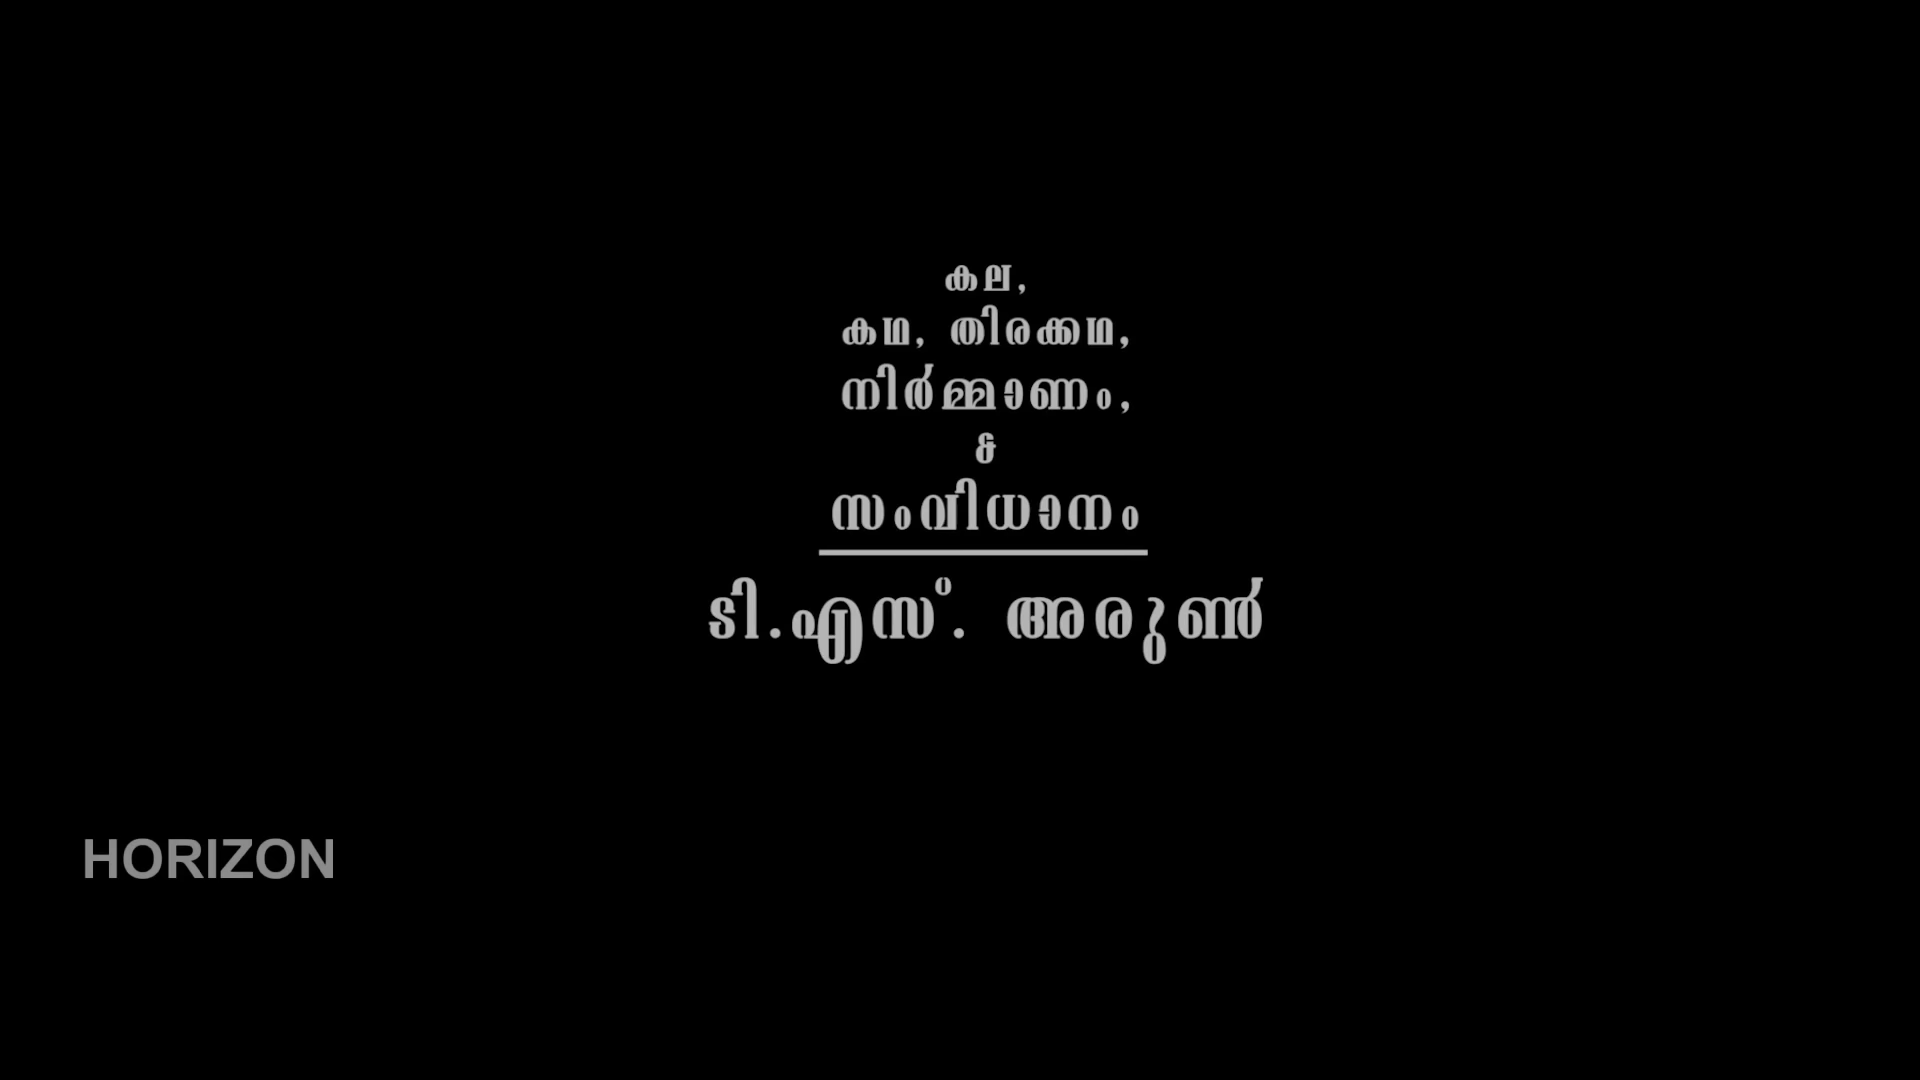 കല,
കഥ, തിരക്കഥ,
നിർമ്മാണം,
&
സംവിധാനം
ടി.എസ്. അരുൺ
HORIZON